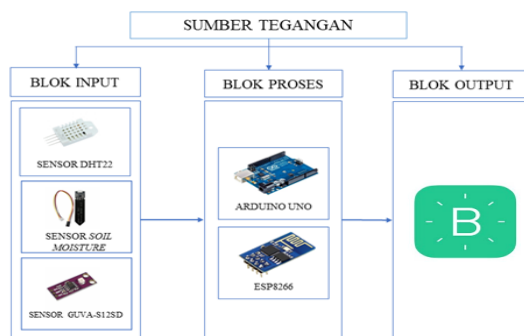 SUMBER TEGANGAN
BLOK INPUT
BLOK PROSES
BLOK OUTPUT
SENSOR DHT22
SENSOR SOIL
MOISTURE
SENSOR GUVA-S12SD
ARDUINO UNO
ESP8266
B